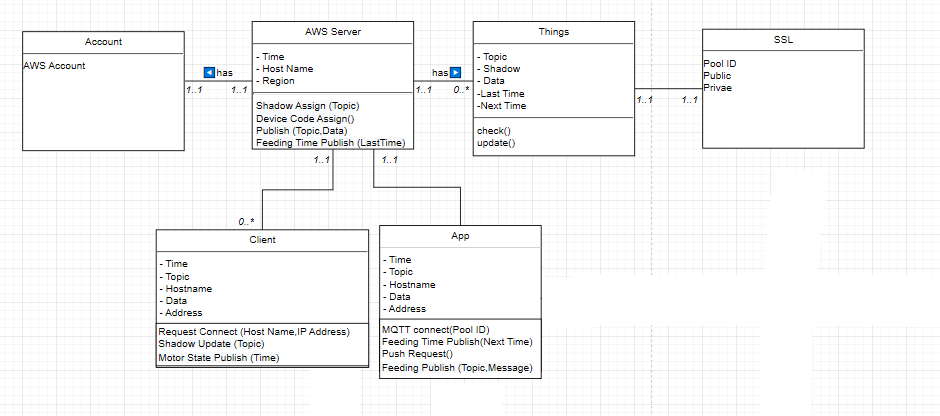 Account
AWS Account
has
1..1
1..1
AWS Server
- Time
- Host Name
- Region
Shadow Assign (Topic)
Device Code Assign()
Publish (Topic,Data)
Feeding Time Publish (LastTime)
has
1..1
0..*
Things
- Topic
- Shadow
- Data
-Last Time
-Next Time
check()
update()
1..1
1..1
SSL
Pool ID
Public
Privae
1..1
1..1
0..*
Client
- Time
- Topic
- Hostname
- Data
- Address
Request Connect (Host Name,IP Address)
Shadow Update (Topic)
Motor State Publish (Time)
App
- Time
- Topic
- Hostname
- Data
- Address
MQTT connect(Pool ID)
Feeding Time Publish(Next Time)
Push Request()
Feeding Publish (Topic,Message)